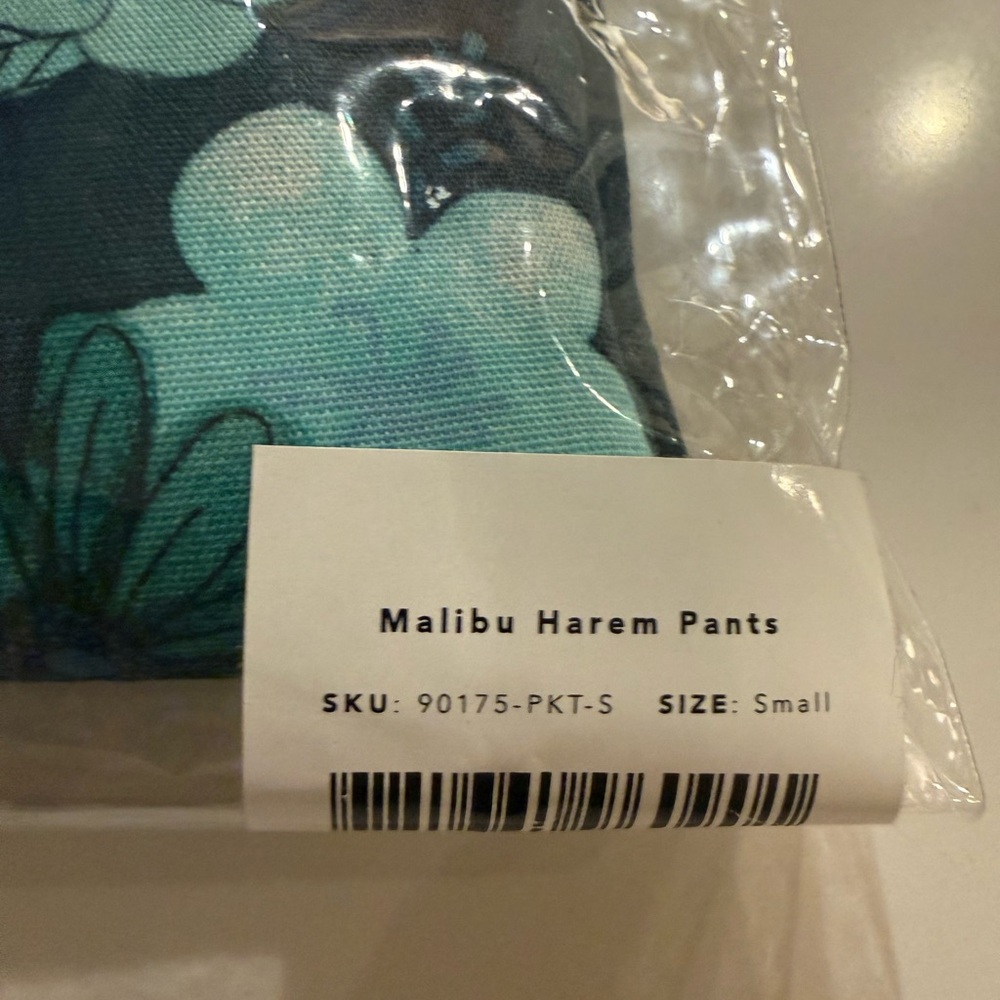 Malibu Harem Pants
SKU: 90175-PKT-S SIZE: Small